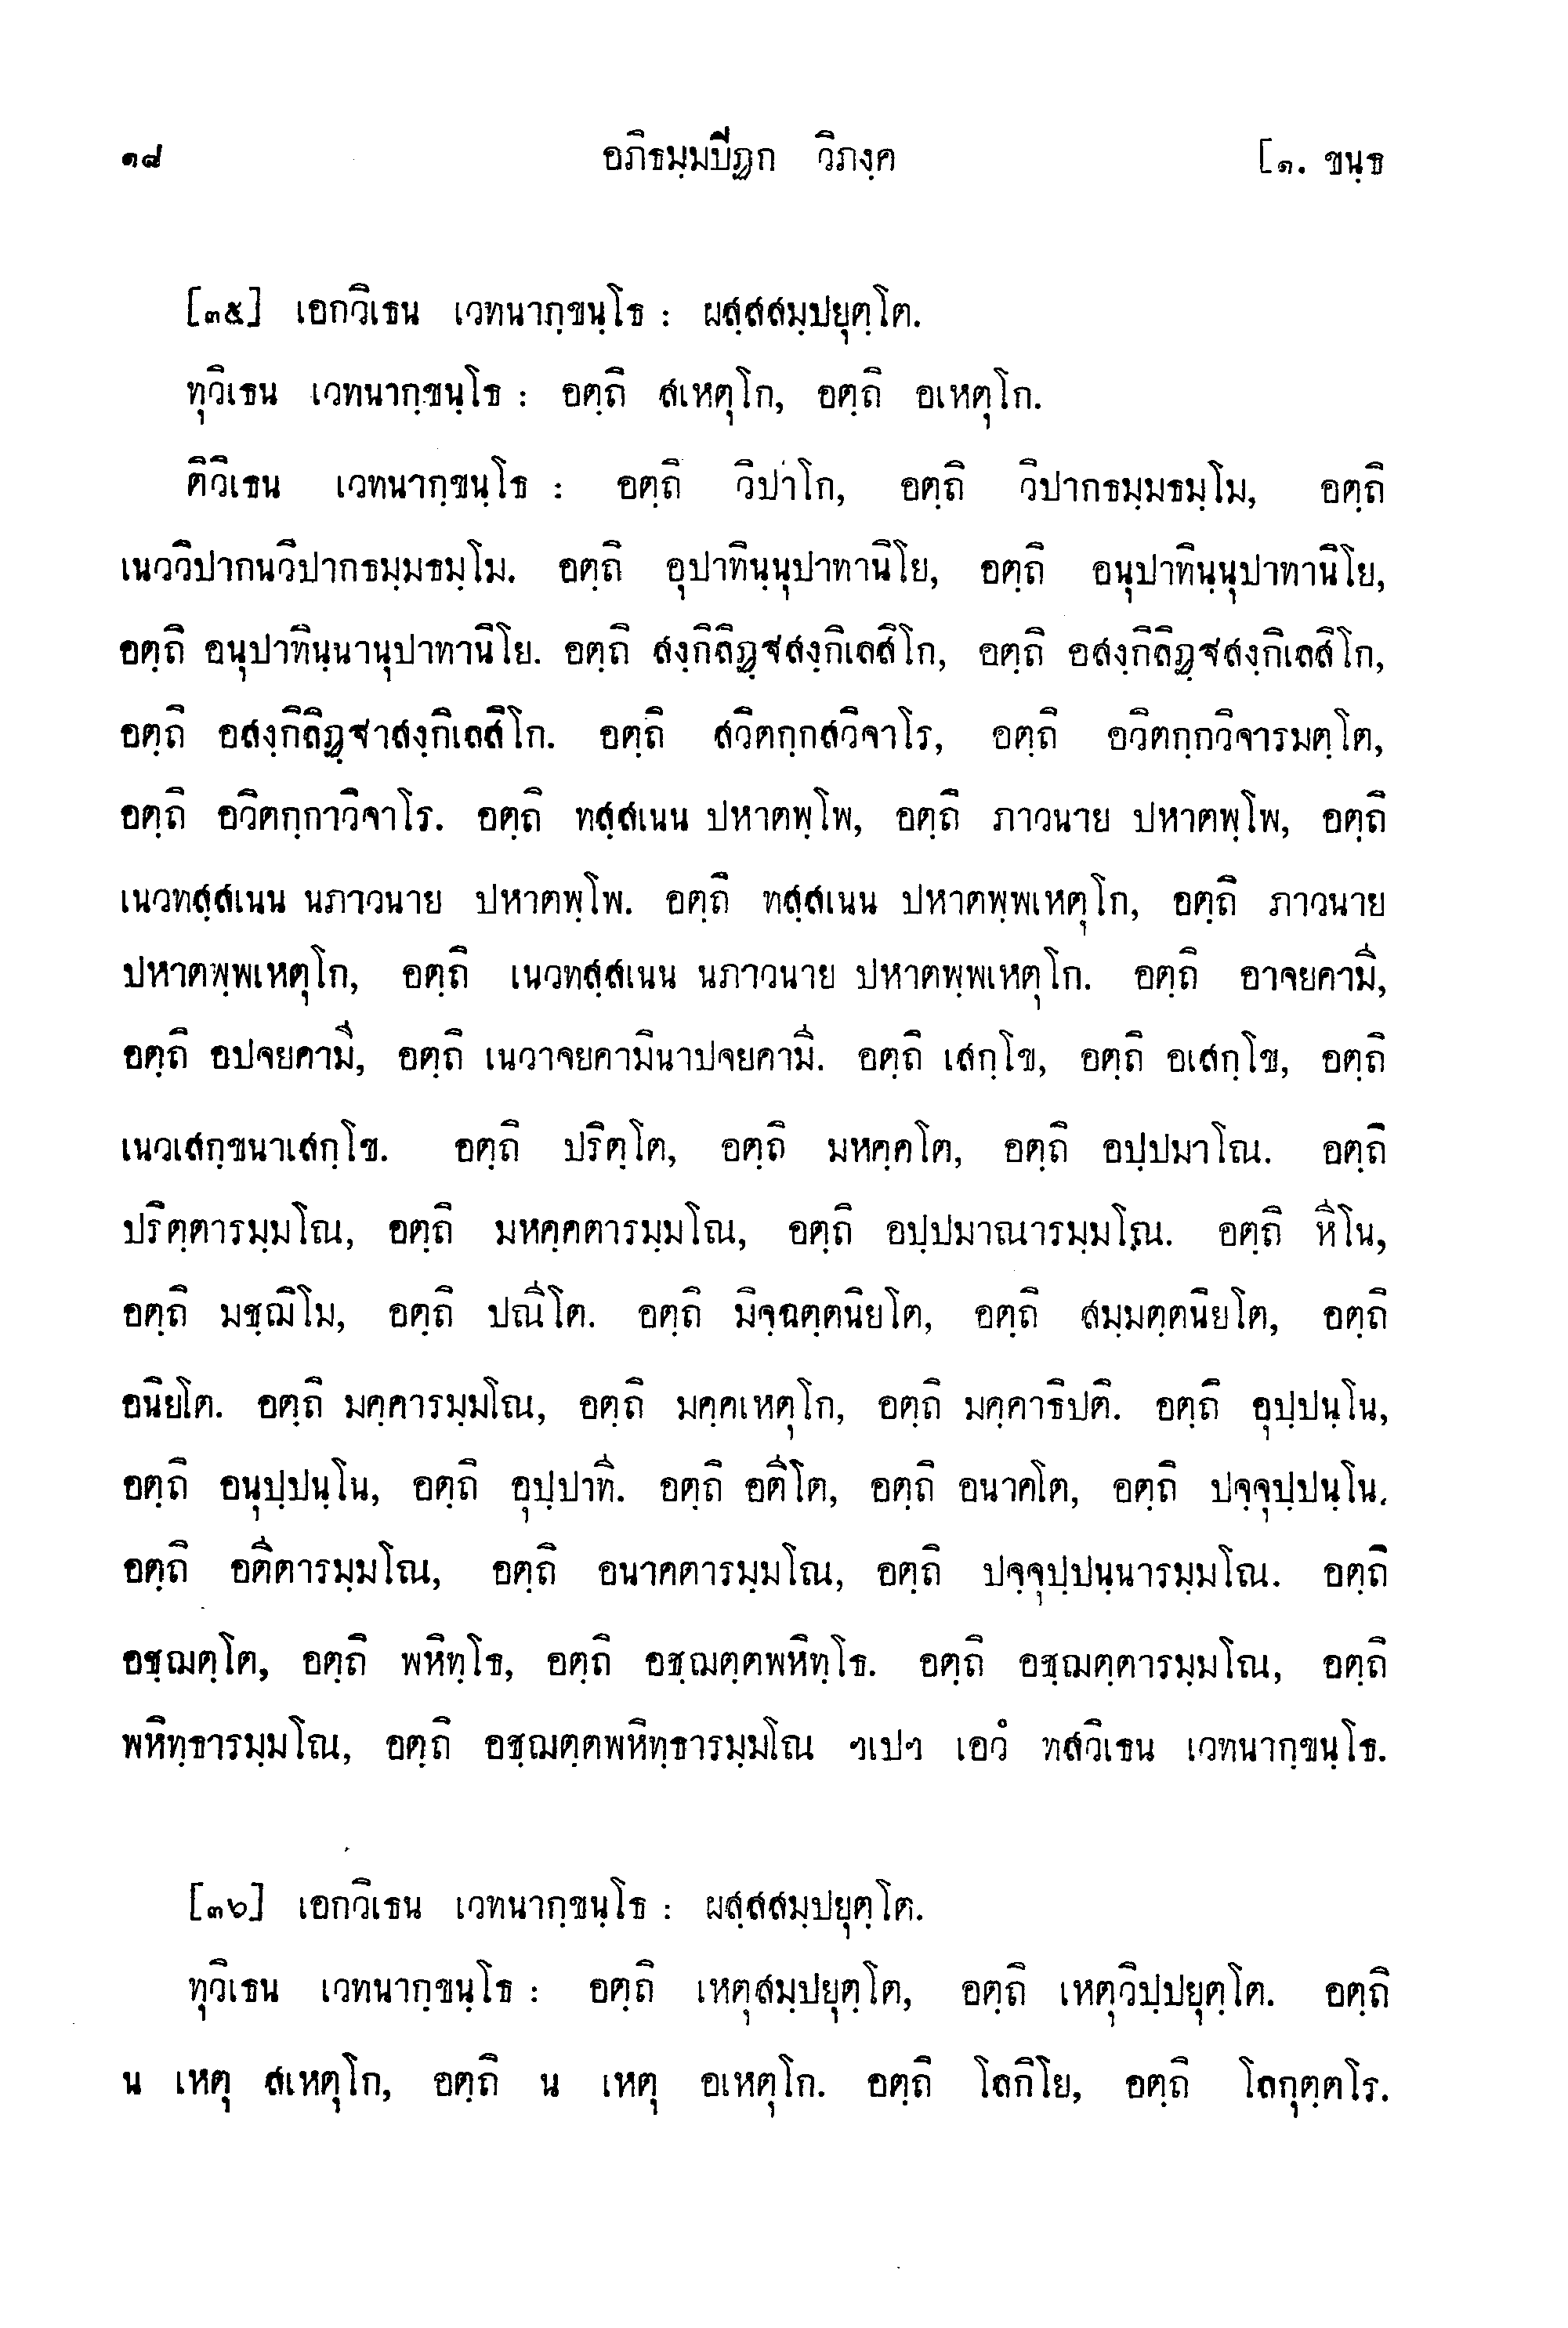 ๑๘ อภิธมฺมปิฏก วิภงฺค [๑. ขนฺธ
[๓๕] เอกวิเธน เวทนากฺขนฺโธ : ผสฺสสมฺปยุตฺโต.
ทุวิเธน เวทนากฺขนฺโธ : อตฺถิ สเหตุโก, อตฺถิ อเหตุโก.
ติวิเธน เวทนากฺขนฺโธ : อตฺถิ วิปาโก, อตฺถิ วิปากธมฺมธมฺโม, อตฺถิ
เนววิปากนวิปากธมฺมธมฺโม. อตฺถิ อุปาทินฺนุปาทานิโย, อตฺถิ อนุปาทินฺนุปาทานิโย,
อตฺถิ อนุปาทินฺนานุปาทานิโย. อตฺถิ สงฺกิลิฏฺฐสงฺกิเลสิโก, อตฺถิ อสงฺกิลิฏฺฐสงฺกิเลสิโก,
อตฺถิ อสงฺกิลิฏฺฐาสงฺกิเลสิโก. อตฺถิ สวิตกฺกสวิจาโร, อตฺถิ อวิตกฺกวิจารมตฺโต,
อตฺถิ อวิตกฺกาวิจาโร. อตฺถิ ทสฺสเนน ปหาตพฺโพ, อตฺถิ ภาวนาย ปหาตพฺโพ, อตฺถิ
เนวทสฺสเนน นภาวนาย ปหาตพฺโพ. อตฺถิ ทสฺสเนน ปหาตพฺพเหตุโก, อตฺถิ ภาวนาย
ปหาตพฺพเหตุโก, อตฺถิ เนวทสฺสเนน นภาวนาย ปหาตพฺพเหตุโก. อตฺถิ อาจยคามี,
อตฺถิ อปจยคามี, อตฺถิ เนวาจยคามินาปจยคามี. อตฺถิ เสกฺโข, อตฺถิ อเสกฺโข, อตฺถิ
เนวเสกฺขนาเสกฺโข. อตฺถิ ปริตฺโต, อตฺถิ มหคฺคโต, อตฺถิ อปฺปมาโณ. อตฺถิ
ปริตฺตารมฺมโณ, อตฺถิ มหคฺคตารมฺมโณ, อตฺถิ อปฺปมาณารมฺมโณ. อตฺถิ หีโน,
อตฺถิ มชฺฌิโม, อตฺถิ ปณีโต. อตฺถิ มิจฺฉตฺตนิยโต, อตฺถิ สมฺมตฺตนิยโต, อตฺถิ
อนิยโต. อตฺถิ มคฺคารมฺมโณ, อตฺถิ มคฺคเหตุโก, อตฺถิ มคฺคาธิปติ. อตฺถิ อุปฺปนฺโน,
อตฺถิ อนุปฺปนฺโน, อตฺถิ อุปฺปาที. อตฺถิ อตีโต, อตฺถิ อนาคโต, อตฺถิ ปจฺจุปฺปนฺโน.
อตฺถิ อตีตารมฺมโณ, อตฺถิ อนาคตารมฺมโณ, อตฺถิ ปจฺจุปฺปนฺนารมฺมโณ. อตฺถิ
อชฺฌตฺโต, อตฺถิ พหิทฺโธ, อตฺถิ อชฺฌตฺตพหิทฺโธ. อตฺถิ อชฺฌตฺตารมฺมโณ, อตฺถิ
พหิทฺธารมฺมโณ, อตฺถิ อชฺฌตฺตพหิทฺธารมฺมโณ ฯเปฯ เอวํ ทสวิเธน เวทนากฺขนฺโธ.
[๓๖] เอกวิเธน เวทนากฺขนฺโธ : ผสฺสสมฺปยุตฺโต.
ทุวิเธน เวทนากฺขนฺโธ : อตฺถิ เหตุสมฺปยุตฺโต, อตฺถิ เหตุวิปฺปยุตฺโต. อตฺถิ
น เหตุ สเหตุโก, อตฺถิ น เหตุ อเหตุโก. อตฺถิ โลกิโย, อตฺถิ โลกุตฺตโร.